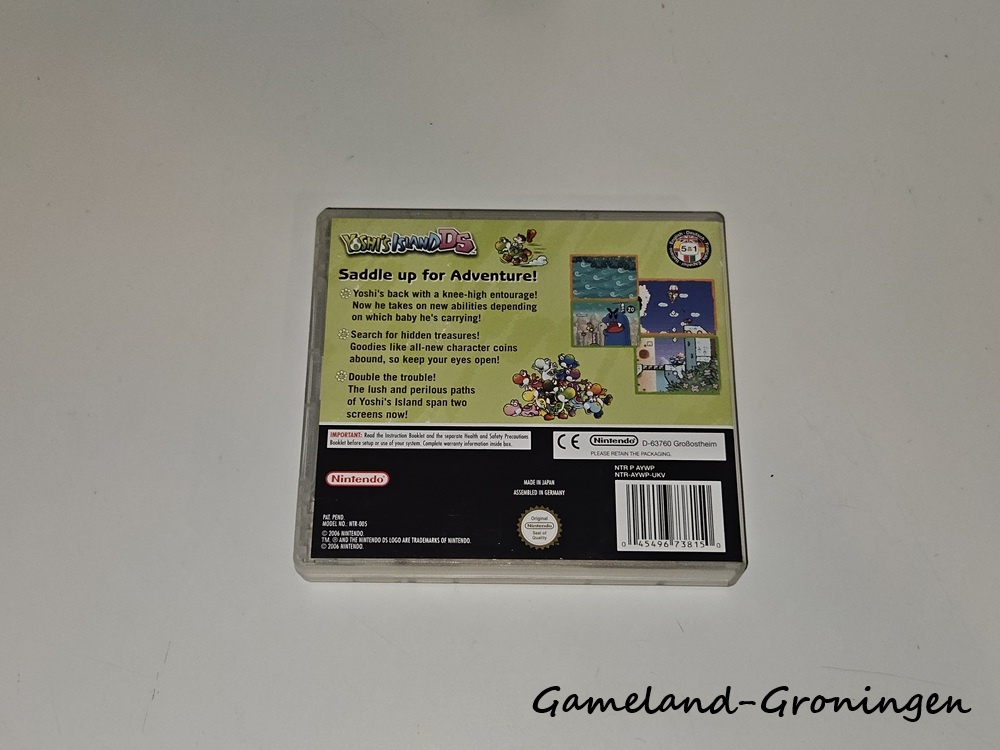 YOSHI'S ISLAND DS
Saddle up for Adventure!
Yoshi's back with a knee-high entourage!
Now he takes on new abilities depending
on which baby he's carrying!
Search for hidden treasures!
Goodies like all-new character coins
abound, so keep your eyes open!
Double the trouble!
The lush and perilous paths
of Yoshi's Island span two
screens now!
5in1
IMPORTANT: Read the Instruction Booklet and the separate Health and Safety Precautions
Booklet before setup or use of your system. Complete warranty information inside box.
CE Nintendo D-63760 Großostheim
PLEASE RETAIN THE PACKAGING.
Nintendo
MADE IN JAPAN
ASSEMBLED IN GERMANY
NTR P AYWP
NTR-AYWP-UKV
PAT. PEND.
MODEL NO.: NTR-005
© 2006 NINTENDO.
TM, ® AND THE NINTENDO DS LOGO ARE TRADEMARKS OF NINTENDO.
© 2006 NINTENDO.
Original
Nintendo
Seal of
Quality
0 45496 73815 0
Gameland-Groningen